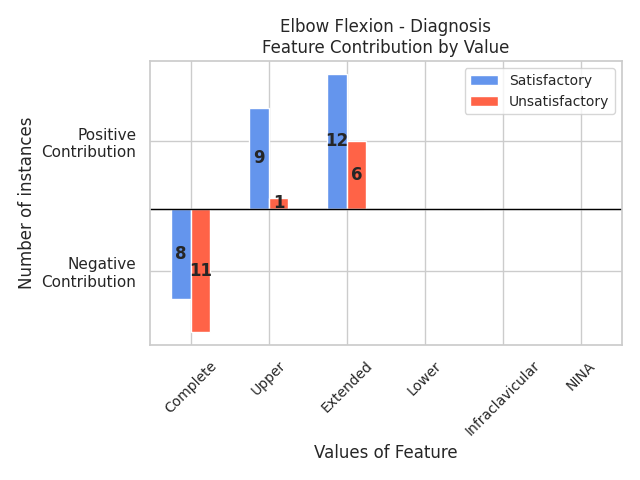 Elbow Flexion - Diagnosis
Feature Contribution by Value
Satisfactory
Unsatisfactory
Number of instances
Positive
Contribution
Negative
Contribution
9
1
12
6
8
11
Complete
Upper
Extended
Lower
Infraclavicular
NINA
Values of Feature